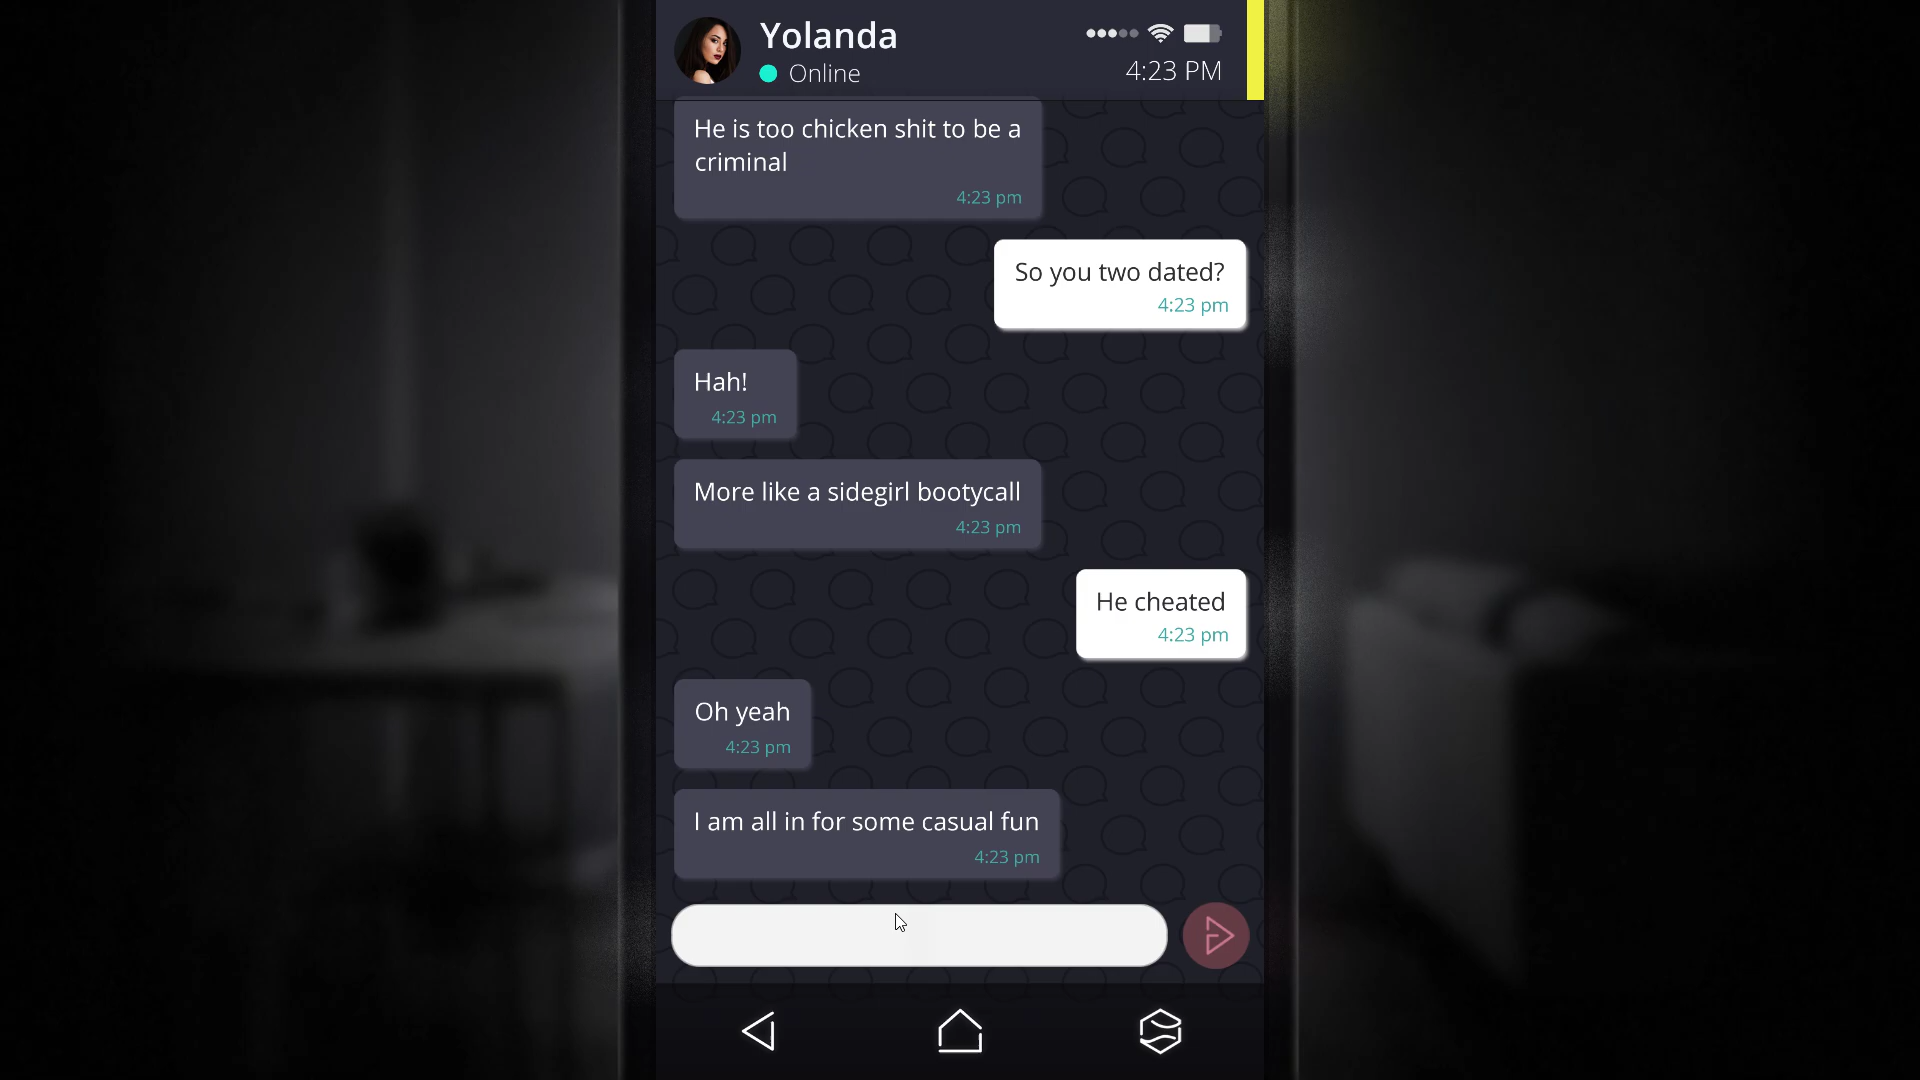 Yolanda
Online
4:23 PM
He is too chicken shit to be a
criminal
4:23 pm
So you two dated?
4:23 pm
Hah!
4:23 pm
More like a sidegirl bootycall
4:23 pm
He cheated
4:23 pm
Oh yeah
4:23 pm
I am all in for some casual fun
4:23 pm